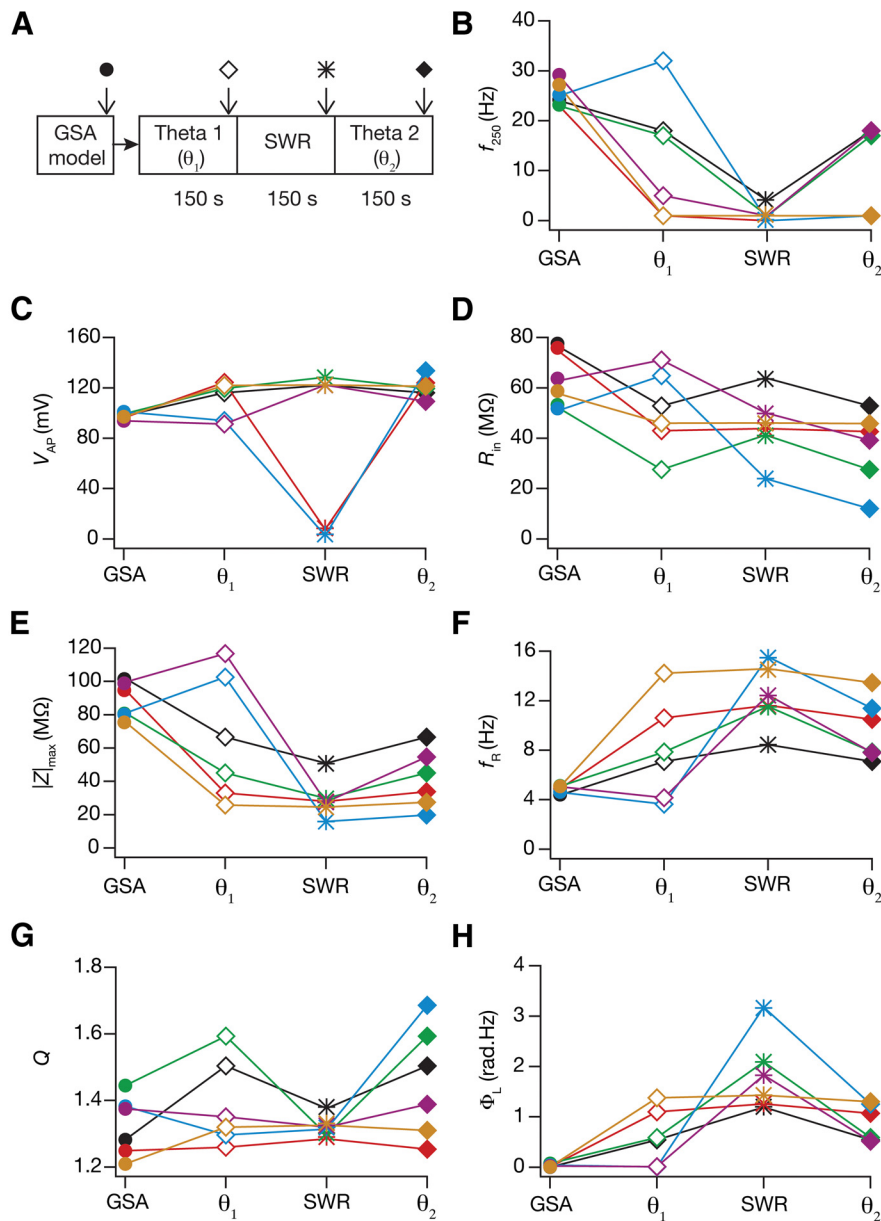 A
GSA model
Theta 1 (θ1)
SWR
Theta 2 (θ2)
150 s 150 s 150 s
B
f250 (Hz)
40
30
20
10
0
GSA θ1 SWR θ2
C
VAP (mV)
160
120
80
40
0
GSA θ1 SWR θ2
D
Rin (MΩ)
80
60
40
20
0
GSA θ1 SWR θ2
E
|Z|max (MΩ)
120
100
80
60
40
20
0
GSA θ1 SWR θ2
F
fR (Hz)
16
12
8
4
0
GSA θ1 SWR θ2
G
Q
1.8
1.6
1.4
1.2
GSA θ1 SWR θ2
H
ΦL (rad.Hz)
4
3
2
1
0
GSA θ1 SWR θ2